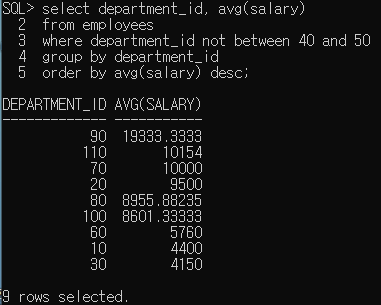 SQL> select department_id, avg(salary)
  2  from employees
  3  where department_id not between 40 and 50
  4  group by department_id
  5  order by avg(salary) desc;
DEPARTMENT_ID AVG(SALARY)
------------- -----------
           90  19333.3333
          110       10154
           70       10000
           20        9500
           80  8955.88235
          100  8601.33333
           60        5760
           10        4400
           30        4150
9 rows selected.